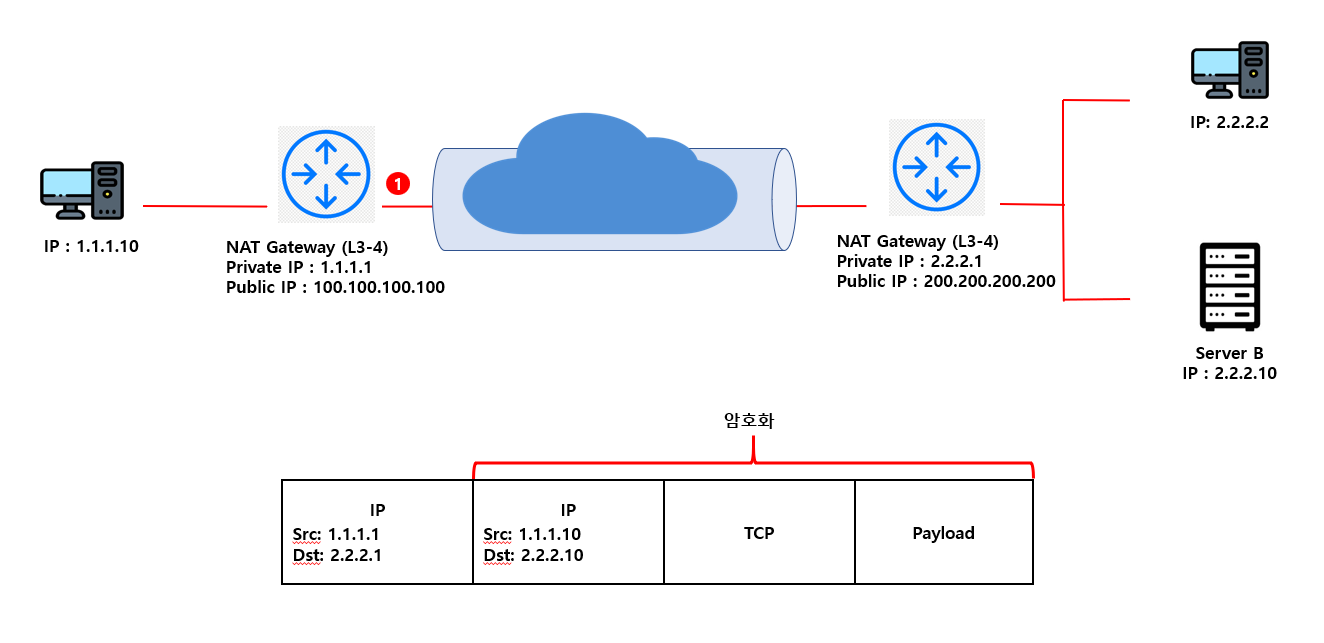 IP: 2.2.2.2
1
IP : 1.1.1.10
NAT Gateway (L3-4)
Private IP : 1.1.1.1
Public IP : 100.100.100.100
NAT Gateway (L3-4)
Private IP : 2.2.2.1
Public IP : 200.200.200.200
Server B
IP : 2.2.2.10
암호화
IP
Src: 1.1.1.1
Dst: 2.2.2.1
IP
Src: 1.1.1.10
Dst: 2.2.2.10
TCP
Payload